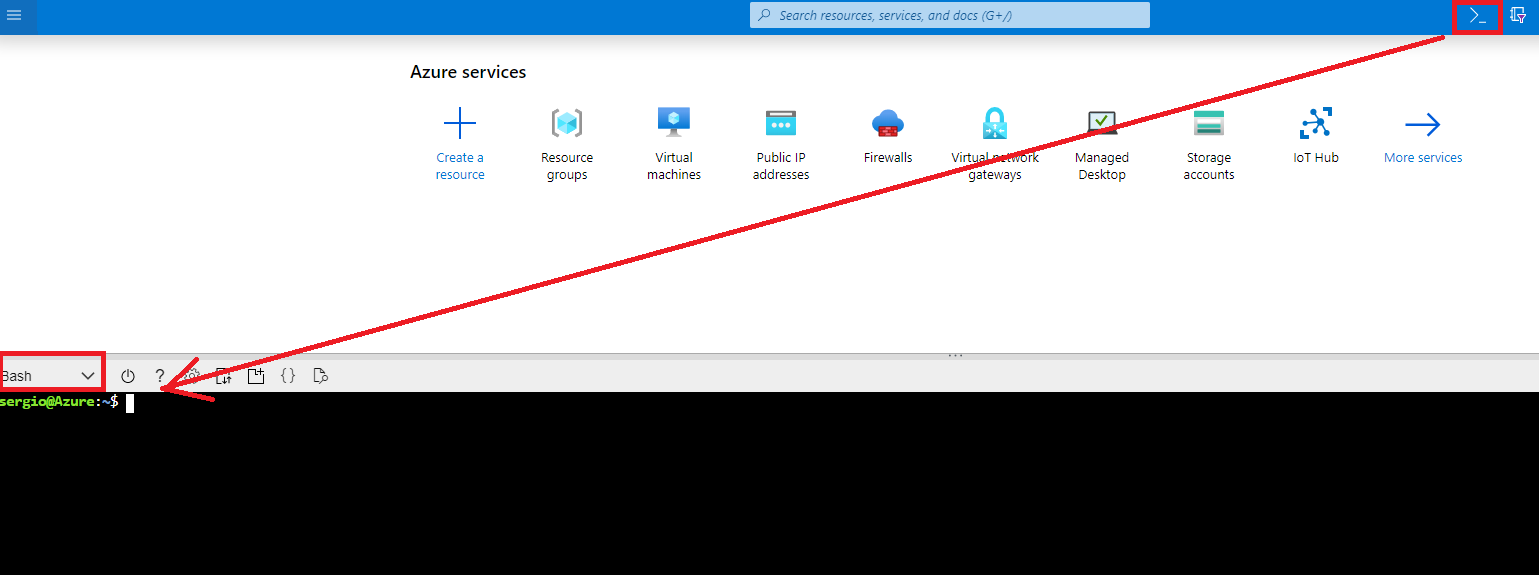 Search resources, services, and docs (G+/)
Azure services
Create a resource
Resource groups
Virtual machines
Public IP addresses
Firewalls
Virtual network gateways
Managed Desktop
Storage accounts
IoT Hub
More services
Bash
sergio@Azure:~$